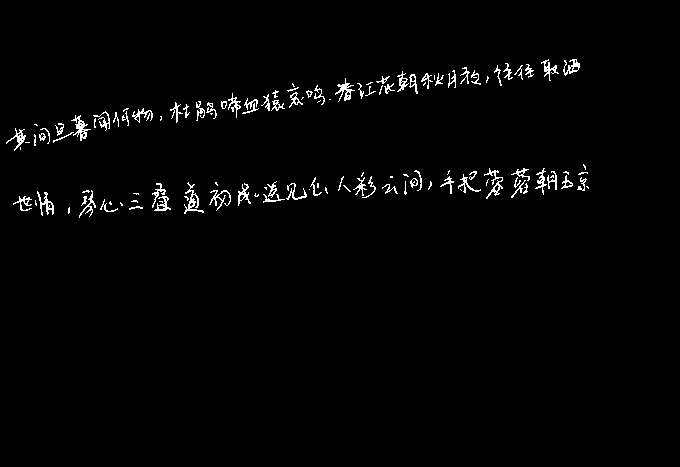 其间旦暮闻何物，杜鹃啼血猿哀鸣.春江花朝秋月夜，往往取酒
世情，琴心三叠道初成。遥见仙人彩云间，手把芙蓉朝玉京